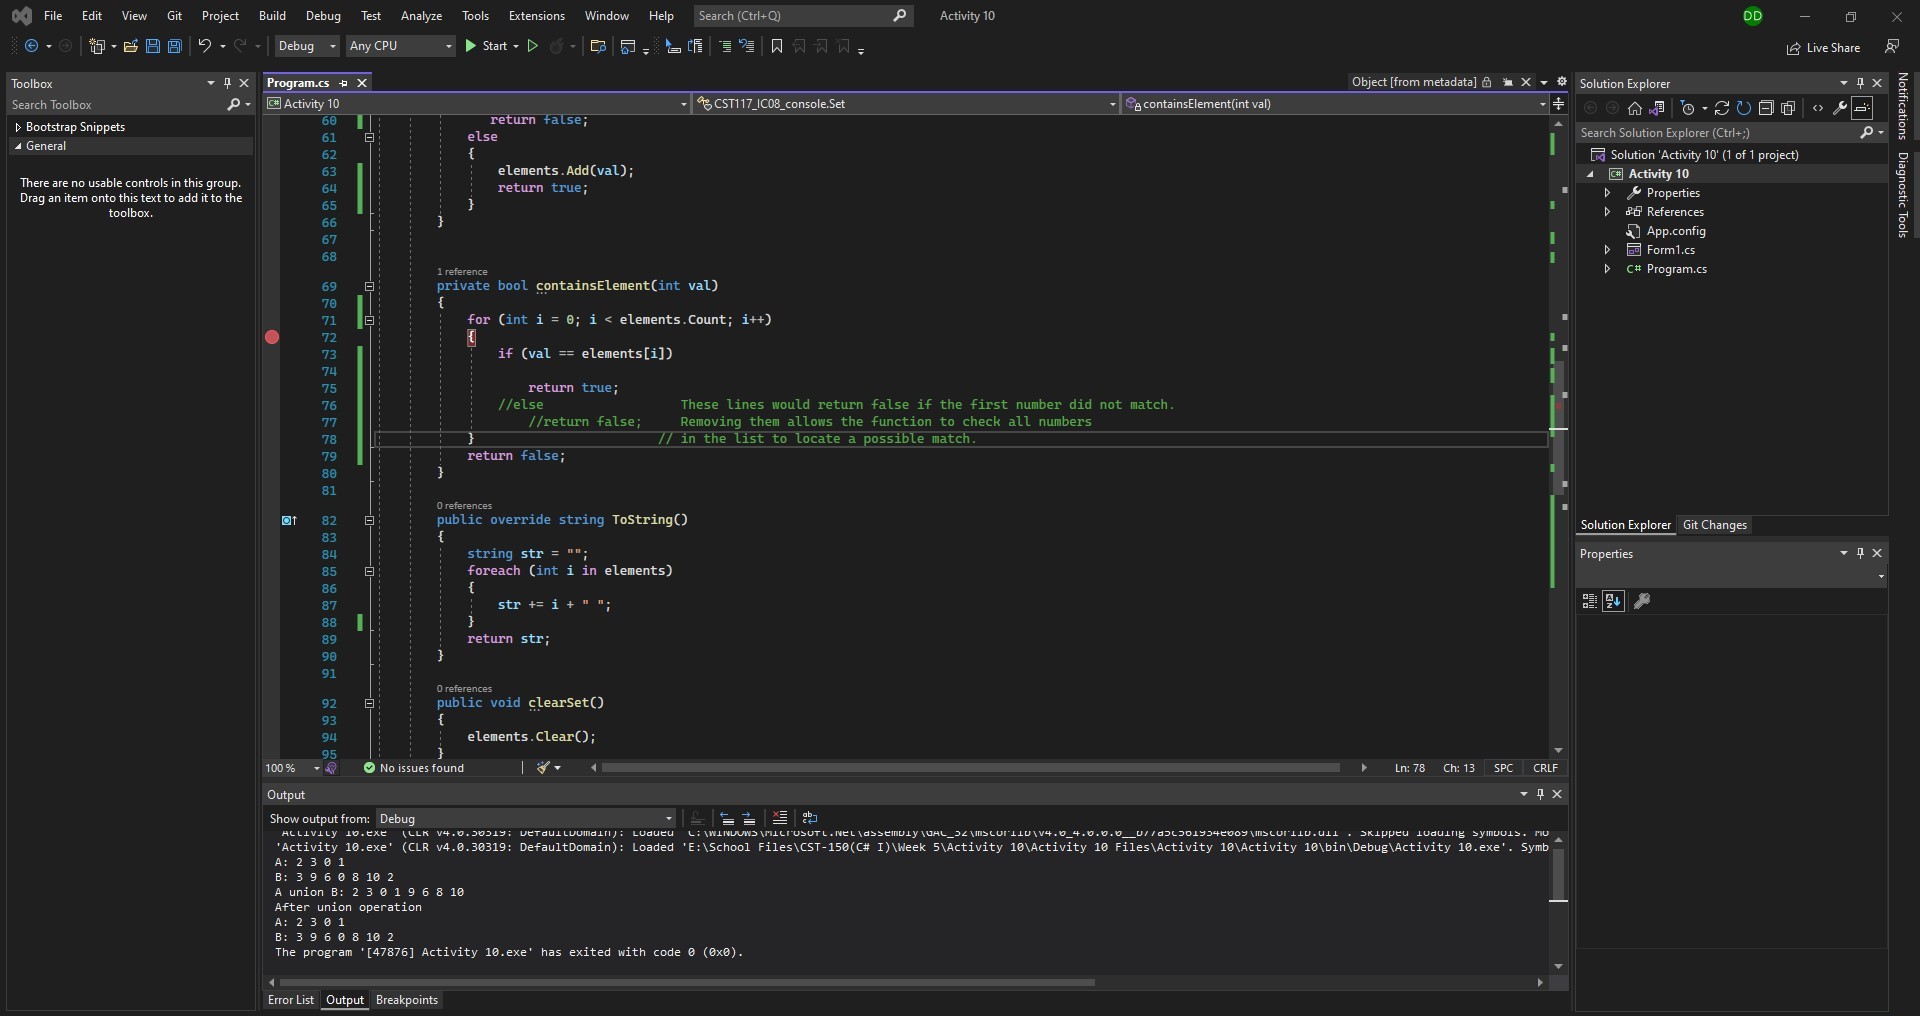 File Edit View Git Project Build Debug Test Analyze Tools Extensions Window Help Search (Ctrl+Q) Activity 10 DD
Debug Any CPU Start Live Share
Toolbox
Search Toolbox
Bootstrap Snippets
General
There are no usable controls in this group.
Drag an item onto this text to add it to the
toolbox.
Program.cs Object [from metadata]
C# Activity 10 CST117_IC08_console.Set containsElement(int val)
60 return false;
61 else
62 {
63 elements.Add(val);
64 return true;
65 }
66 }
67
68
1 reference
69 private bool containsElement(int val)
70 {
71 for (int i = 0; i < elements.Count; i++)
72 {
73 if (val == elements[i])
74
75 return true;
76 //else These lines would return false if the first number did not match.
77 //return false; Removing them allows the function to check all numbers
78 } // in the list to locate a possible match.
79 return false;
80 }
81
0 references
82 public override string ToString()
83 {
84 string str = "";
85 foreach (int i in elements)
86 {
87 str += i + " ";
88 }
89 return str;
90 }
91
0 references
92 public void clearSet()
93 {
94 elements.Clear();
95 }
100 % No issues found Ln: 78 Ch: 13 SPC CRLF
Output
Show output from: Debug
'Activity 10.exe' (CLR v4.0.30319: DefaultDomain): Loaded 'C:\WINDOWS\Microsoft.Net\assembly\GAC_32\mscorlib\v4.0_4.0.0.0__b77a5c561934e089\mscorlib.dll'. Skipped loading symbols. Mo
'Activity 10.exe' (CLR v4.0.30319: DefaultDomain): Loaded 'E:\School Files\CST-150(C# I)\Week 5\Activity 10\Activity 10 Files\Activity 10\Activity 10\bin\Debug\Activity 10.exe'. Symb
A: 2 3 0 1
B: 3 9 6 0 8 10 2
A union B: 2 3 0 1 9 6 8 10
After union operation
A: 2 3 0 1
B: 3 9 6 0 8 10 2
The program '[47876] Activity 10.exe' has exited with code 0 (0x0).
Error List Output Breakpoints
Solution Explorer
Search Solution Explorer (Ctrl+;)
Solution 'Activity 10' (1 of 1 project)
C# Activity 10
Properties
References
App.config
Form1.cs
C# Program.cs
Solution Explorer Git Changes
Properties
Notifications
Diagnostic Tools